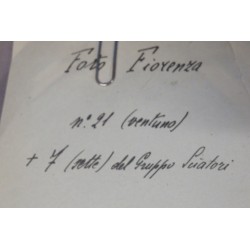 Foto Fiorenza
n° 21 (ventuno)
+ 7 (sette) del Gruppo Sciatori